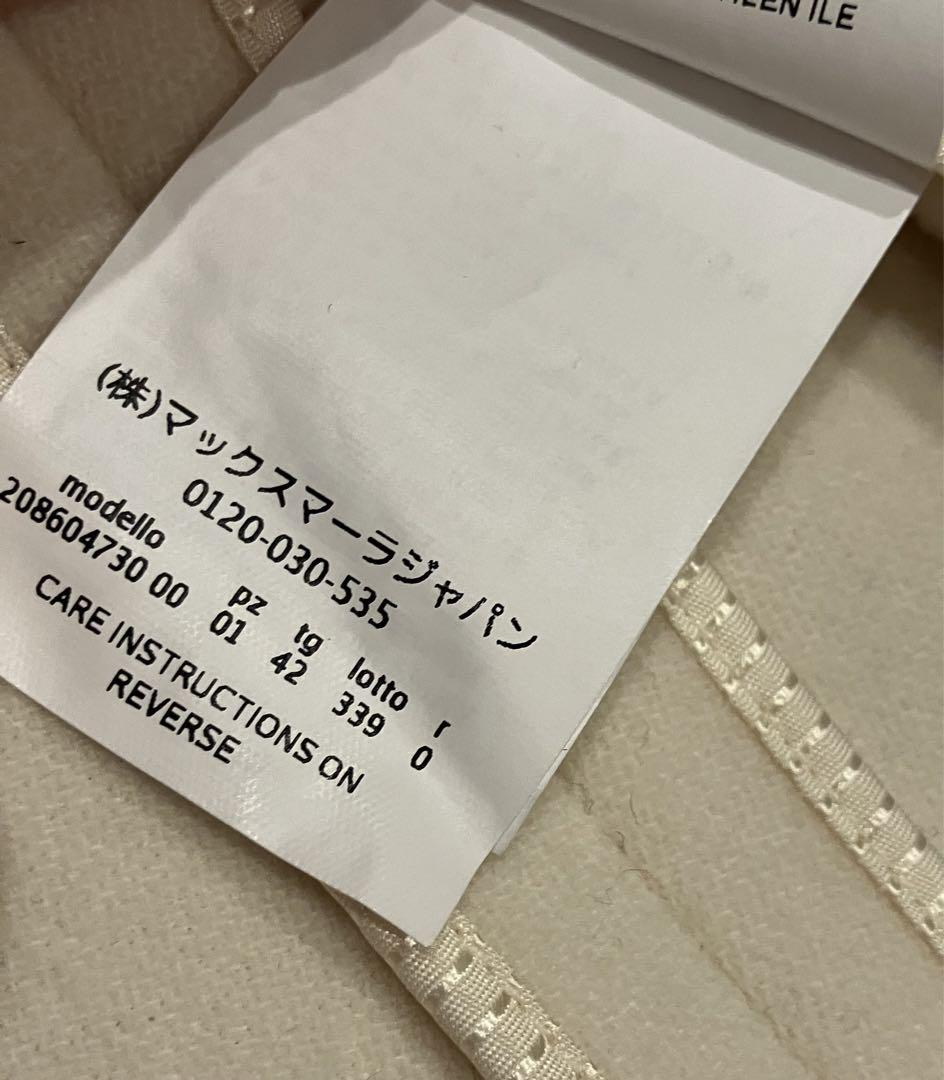 ILE
(株)マックスマーラジャパン
0120-030-535
modello pz tg lotto r
208604730 00 01 42 339 0
CARE INSTRUCTIONS ON
REVERSE